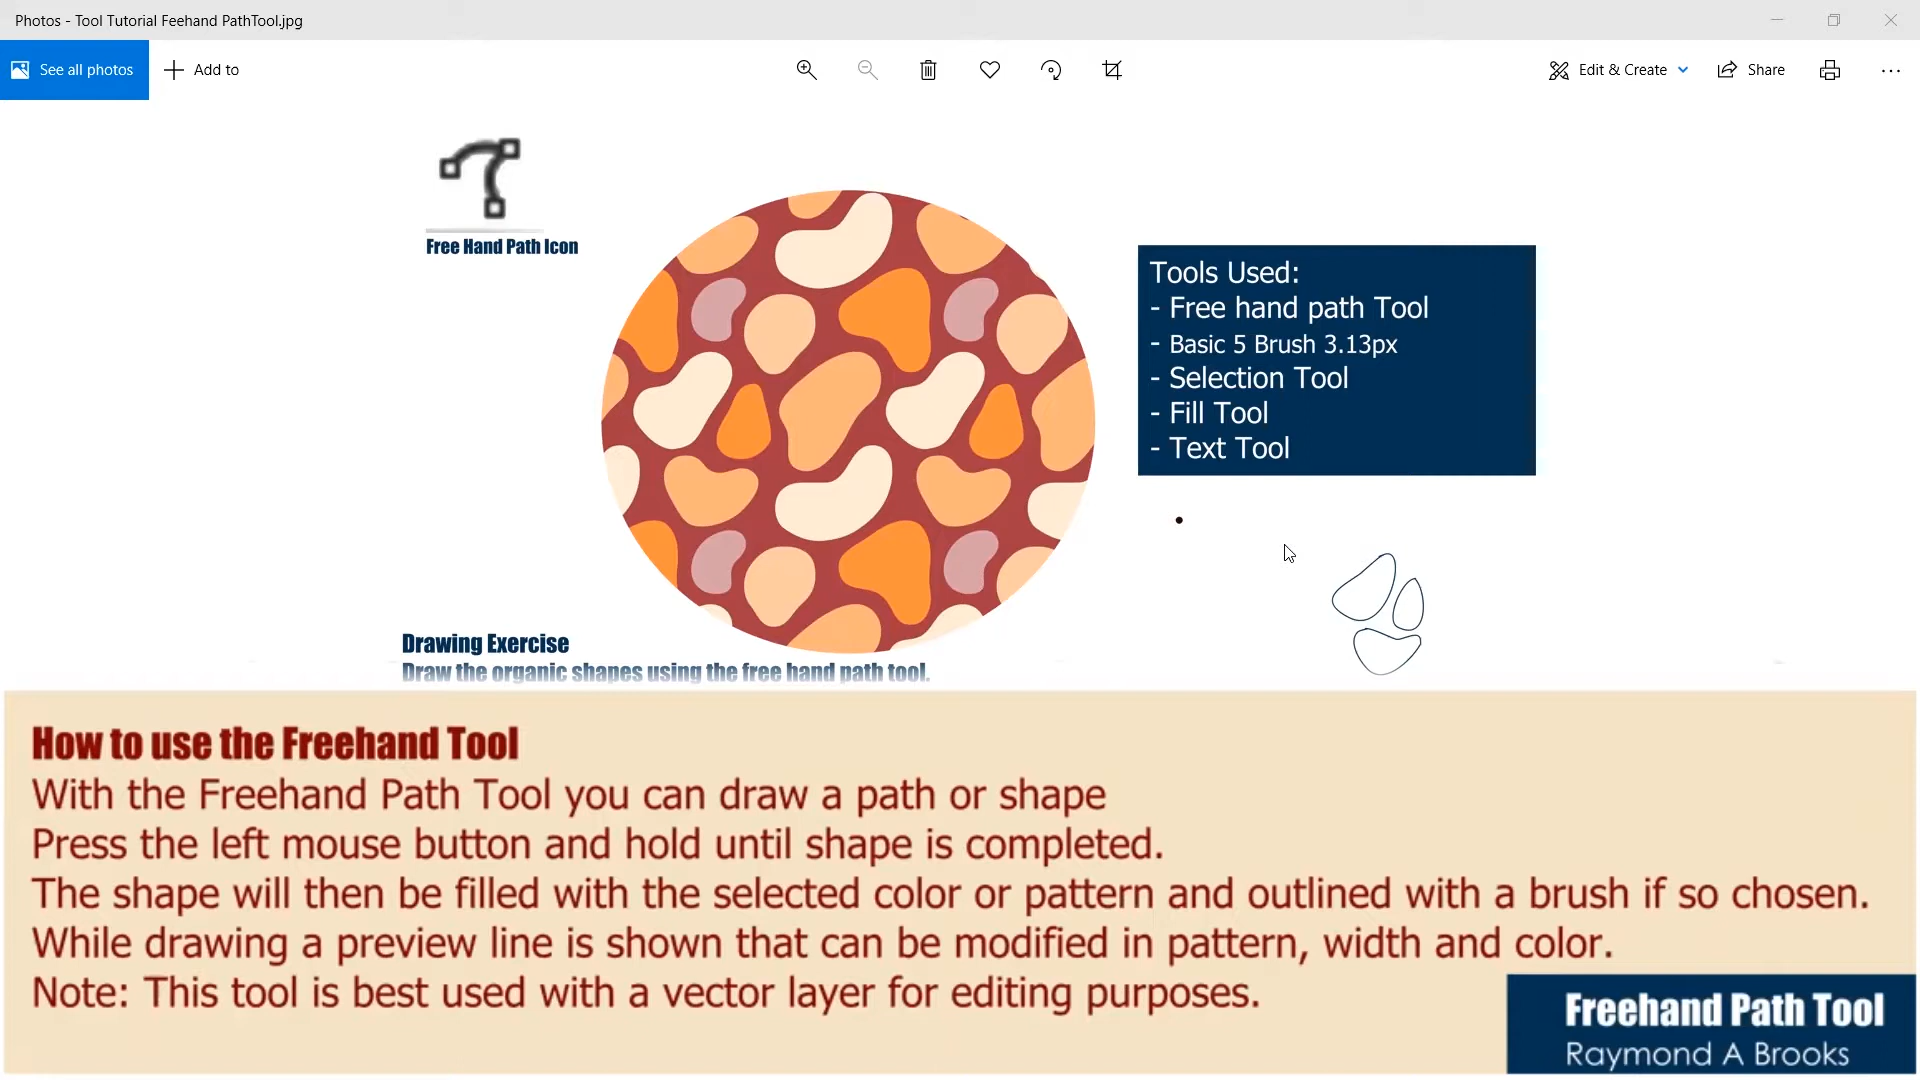 Photos - Tool Tutorial Feehand PathTool.jpg
See all photos
Add to
Edit & Create
Share
Free Hand Path Icon
Tools Used:
- Free hand path Tool
- Basic 5 Brush 3.13px
- Selection Tool
- Fill Tool
- Text Tool
Drawing Exercise
Draw the organic shapes using the free hand path tool.
How to use the Freehand Tool
With the Freehand Path Tool you can draw a path or shape
Press the left mouse button and hold until shape is completed.
The shape will then be filled with the selected color or pattern and outlined with a brush if so chosen.
While drawing a preview line is shown that can be modified in pattern, width and color.
Note: This tool is best used with a vector layer for editing purposes.
Freehand Path Tool
Raymond A Brooks